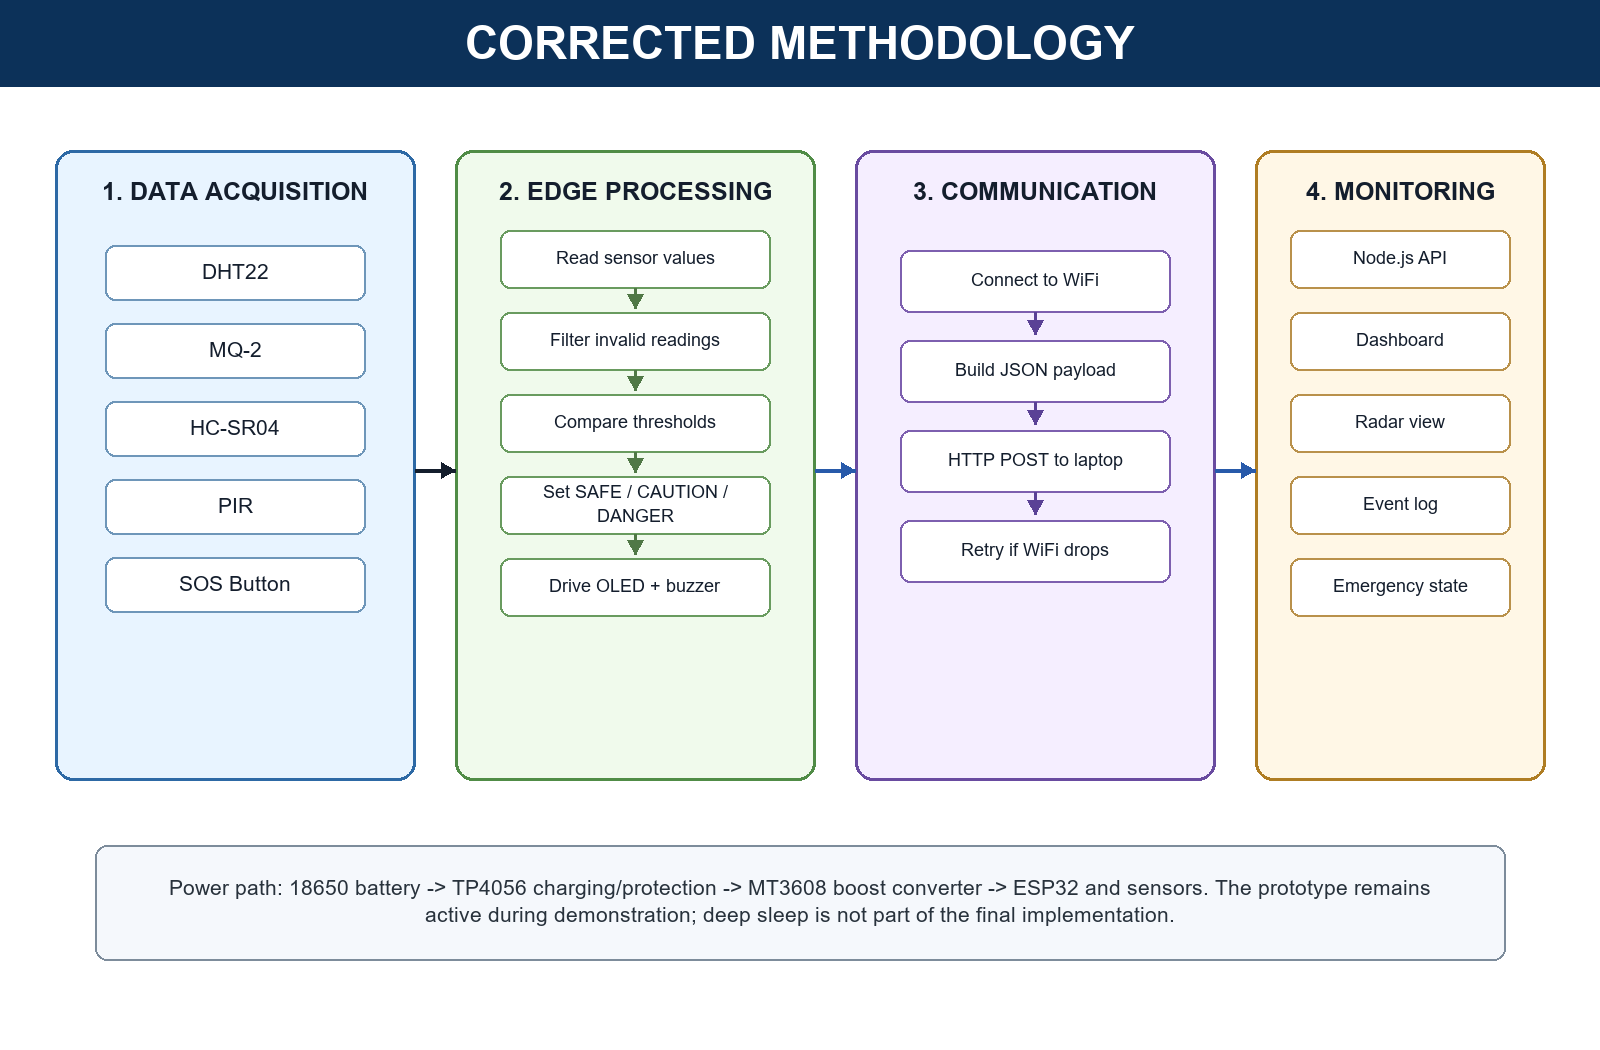 CORRECTED METHODOLOGY
1. DATA ACQUISITION
DHT22
MQ-2
HC-SR04
PIR
SOS Button
2. EDGE PROCESSING
Read sensor values
Filter invalid readings
Compare thresholds
Set SAFE / CAUTION /
DANGER
Drive OLED + buzzer
3. COMMUNICATION
Connect to WiFi
Build JSON payload
HTTP POST to laptop
Retry if WiFi drops
4. MONITORING
Node.js API
Dashboard
Radar view
Event log
Emergency state
Power path: 18650 battery -> TP4056 charging/protection -> MT3608 boost converter -> ESP32 and sensors. The prototype remains
active during demonstration; deep sleep is not part of the final implementation.